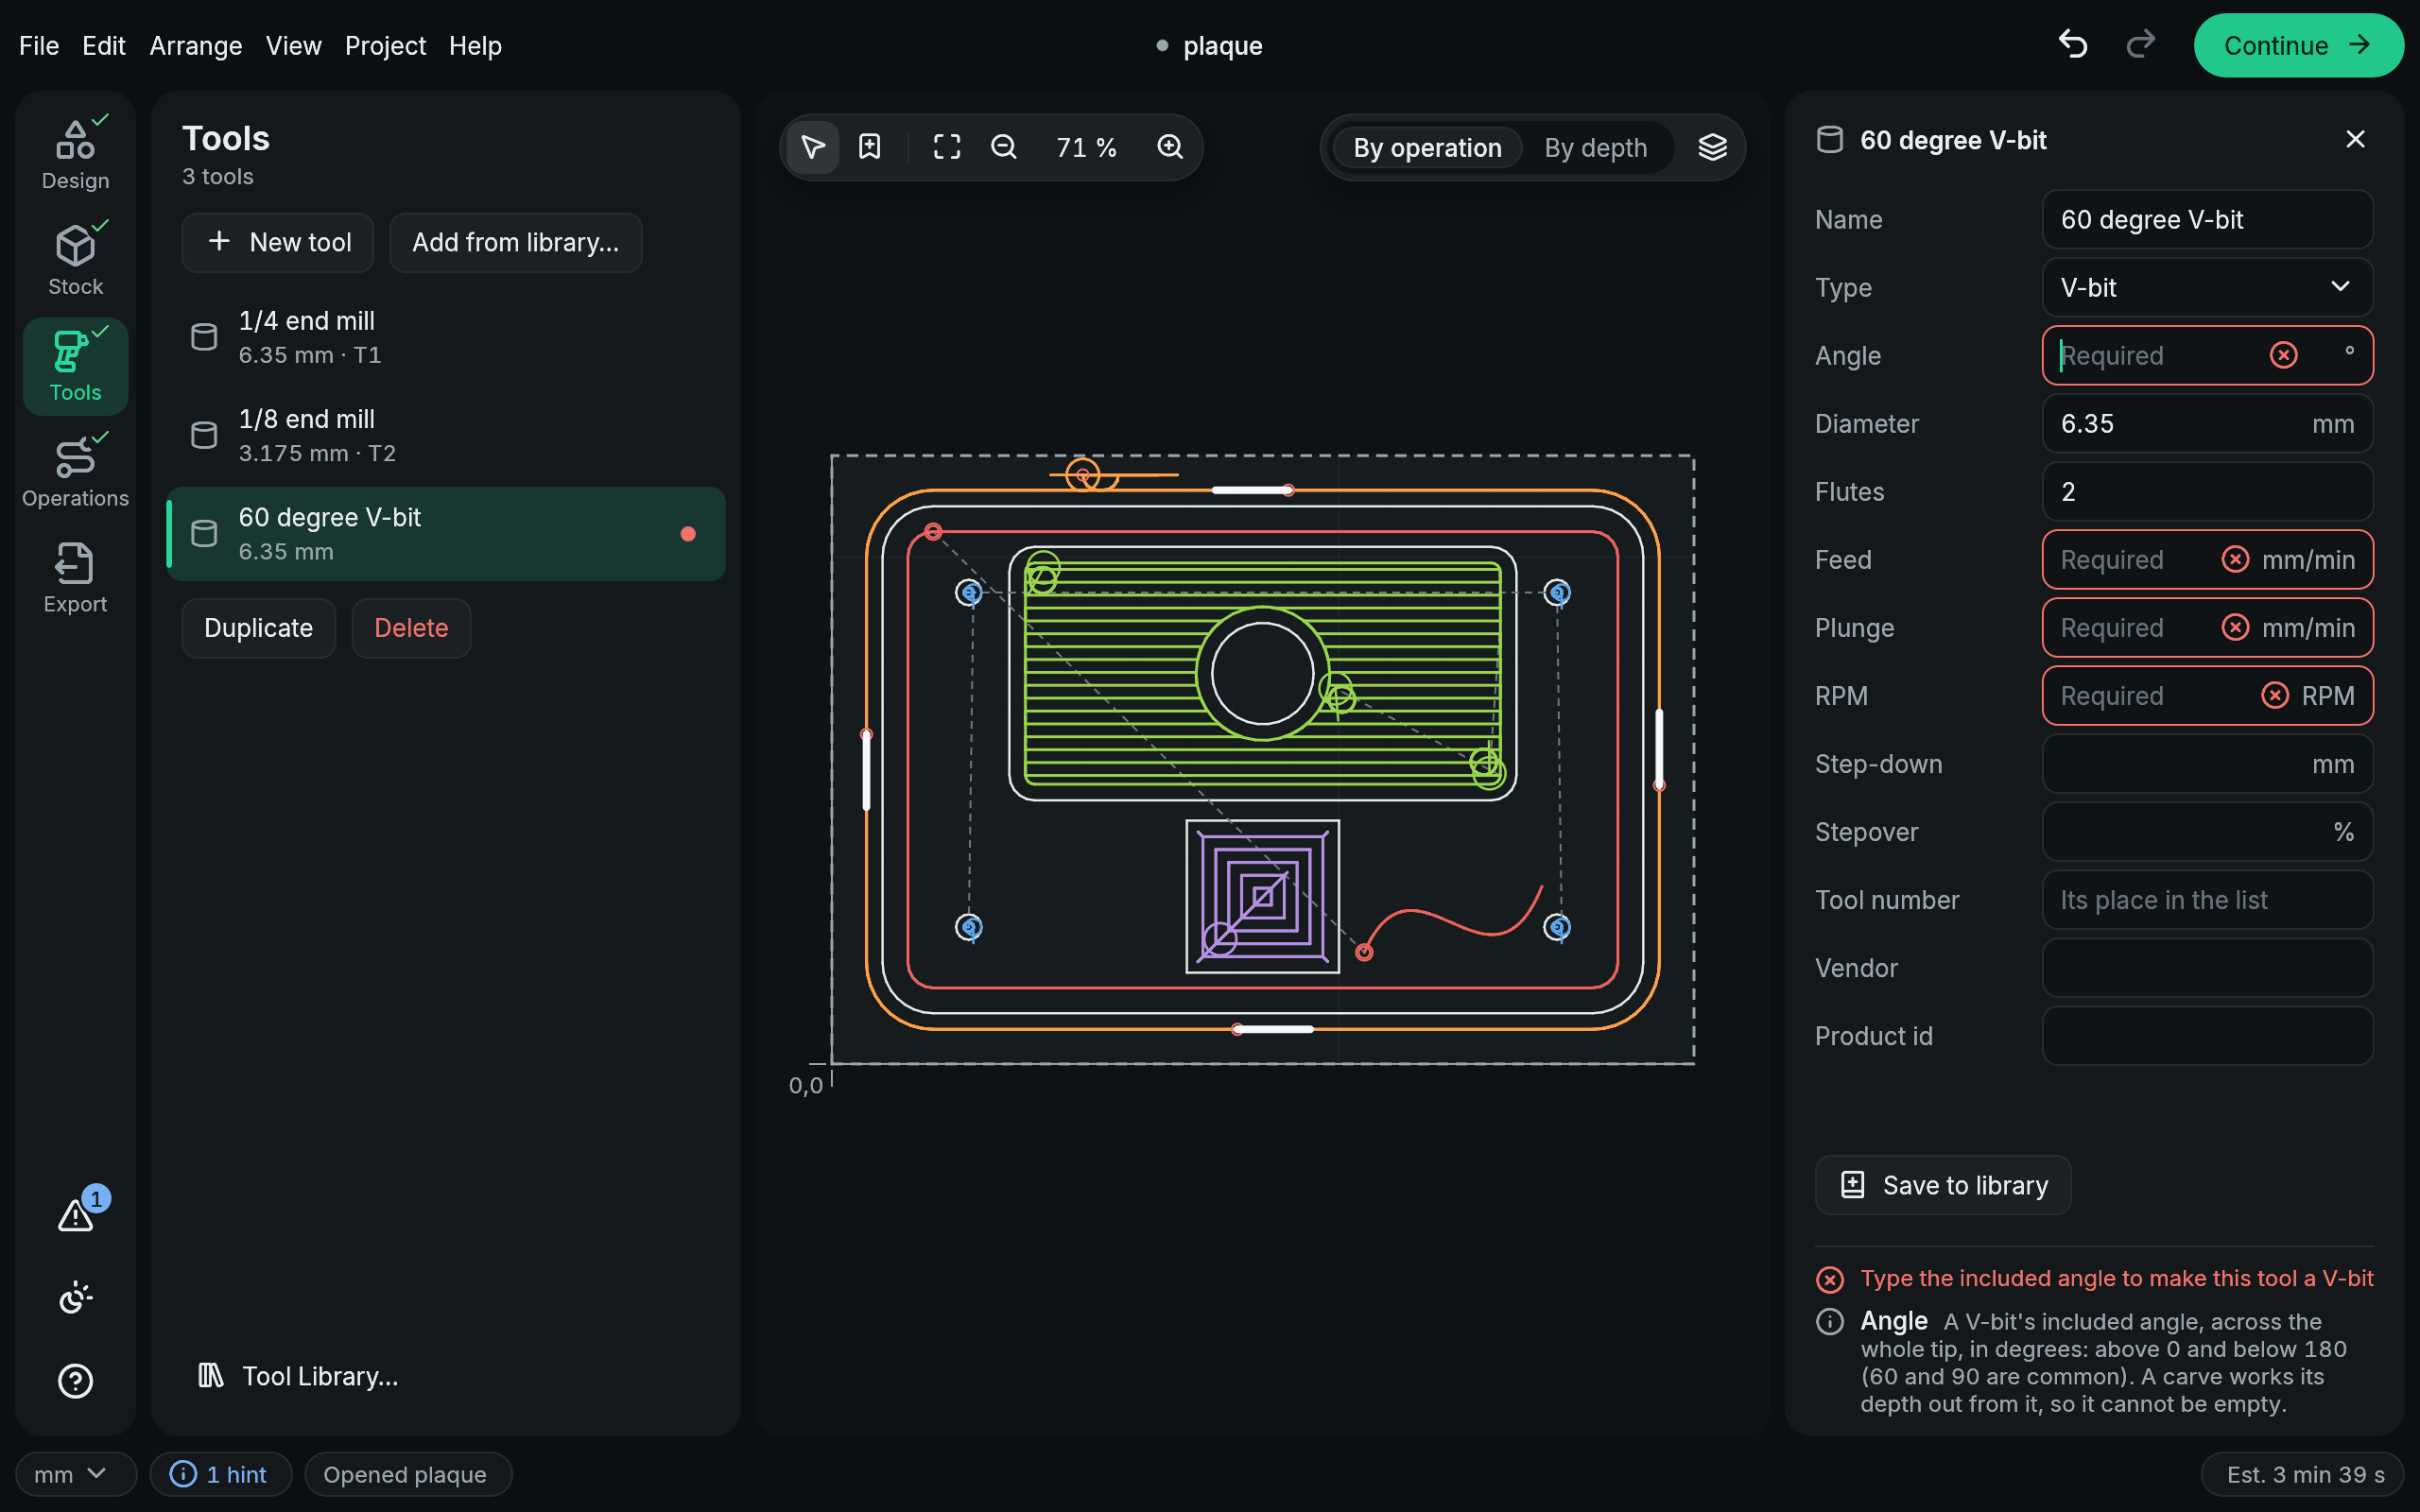 File Edit Arrange View Project Help
plaque
Continue
Design
Stock
Tools
Operations
Export
1
Tools
3 tools
New tool
Add from library...
1/4 end mill
6.35 mm · T1
1/8 end mill
3.175 mm · T2
60 degree V-bit
6.35 mm
Duplicate
Delete
Tool Library...
71 %
By operation
By depth
0,0
60 degree V-bit
Name 60 degree V-bit
Type V-bit
Angle Required °
Diameter 6.35 mm
Flutes 2
Feed Required mm/min
Plunge Required mm/min
RPM Required RPM
Step-down mm
Stepover %
Tool number Its place in the list
Vendor
Product id
Save to library
Type the included angle to make this tool a V-bit
Angle A V-bit's included angle, across the
whole tip, in degrees: above 0 and below 180
(60 and 90 are common). A carve works its
depth out from it, so it cannot be empty.
mm
1 hint
Opened plaque
Est. 3 min 39 s